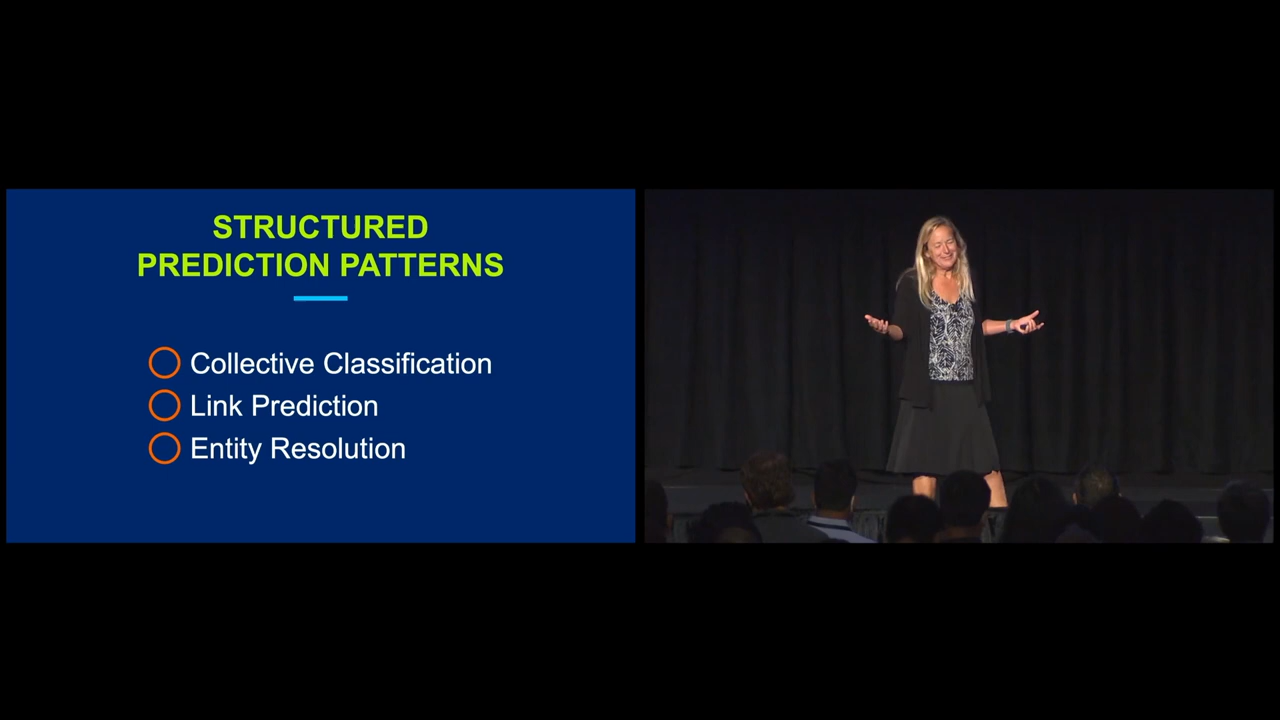 STRUCTURED
PREDICTION PATTERNS
Collective Classification
Link Prediction
Entity Resolution